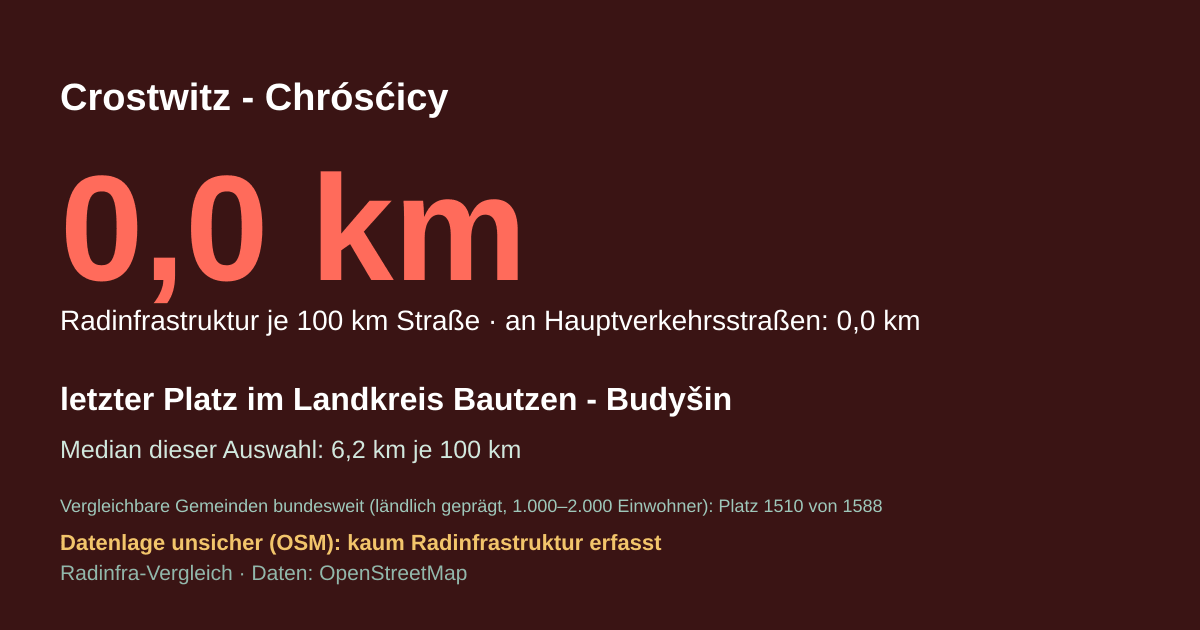 Crostwitz - Chrósćicy
0,0 km
Radinfrastruktur je 100 km Straße · an Hauptverkehrsstraßen: 0,0 km
letzter Platz im Landkreis Bautzen - Budyšin
Median dieser Auswahl: 6,2 km je 100 km
Vergleichbare Gemeinden bundesweit (ländlich geprägt, 1.000–2.000 Einwohner): Platz 1510 von 1588
Datenlage unsicher (OSM): kaum Radinfrastruktur erfasst
Radinfra-Vergleich · Daten: OpenStreetMap